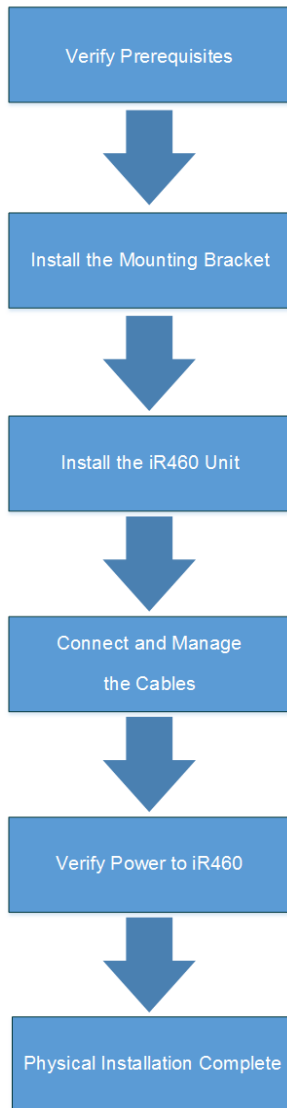 Verify Prerequisites
Install the Mounting Bracket
Install the iR460 Unit
Connect and Manage
the Cables
Verify Power to iR460
Physical Installation Complete